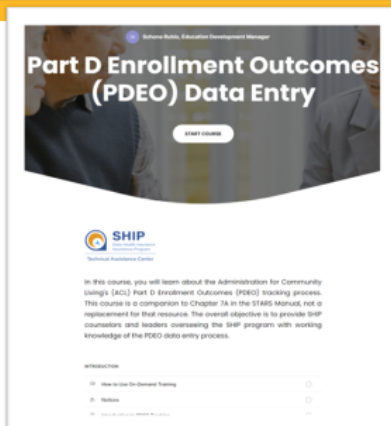 Schona Rubio, Education Development Manager
Part D Enrollment Outcomes
(PDEO) Data Entry
START COURSE
SHIP
State Health Insurance
Assistance Program
Technical Assistance Center
In this course, you will learn about the Administration for Community
Living's (ACL) Part D Enrollment Outcomes (PDEO) tracking process.
This course is a companion to Chapter 7A in the STARS Manual, not a
replacement for that resource. The overall objective is to provide SHIP
counselors and leaders overseeing the SHIP program with working
knowledge of the PDEO data entry process.
INTRODUCTION
How to Use On-Demand Training
Notices